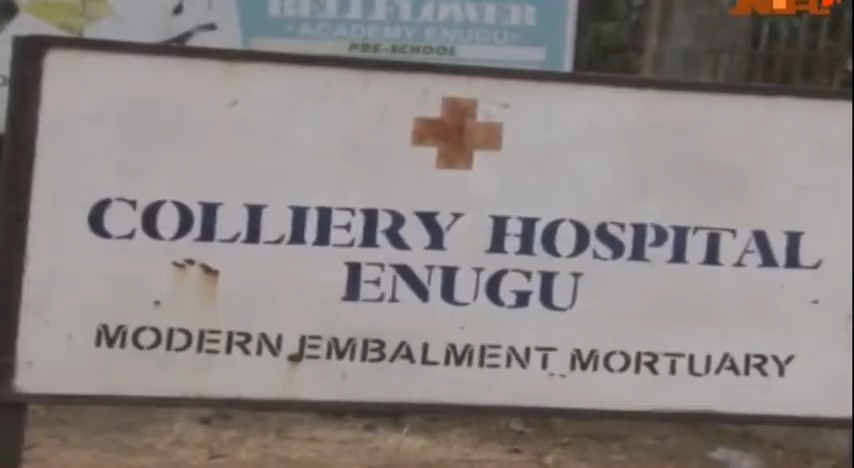 BELLFLOWER
ACADEMY ENUGU
PRE-SCHOOL
COLLIERY HOSPITAL
ENUGU
MODERN EMBALMENT MORTUARY